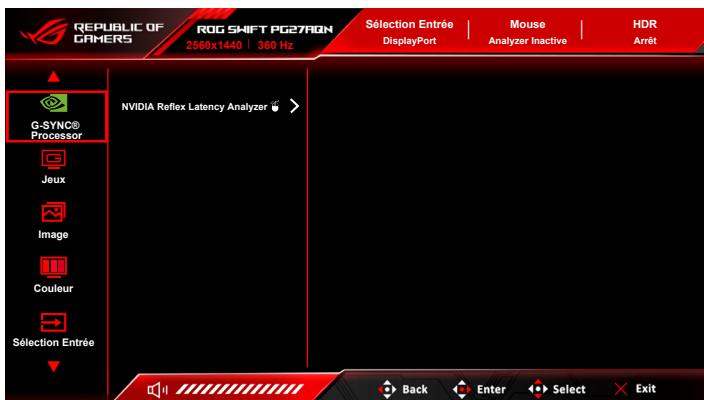 REPUBLIC OF
GAMERS
ROG SWIFT PG27AQN
2560x1440 360 Hz
Sélection Entrée
DisplayPort
Mouse
Analyzer Inactive
HDR
Arrêt
G-SYNC®
Processor
NVIDIA Reflex Latency Analyzer
Jeux
Image
Couleur
Sélection Entrée
Back
Enter
Select
Exit